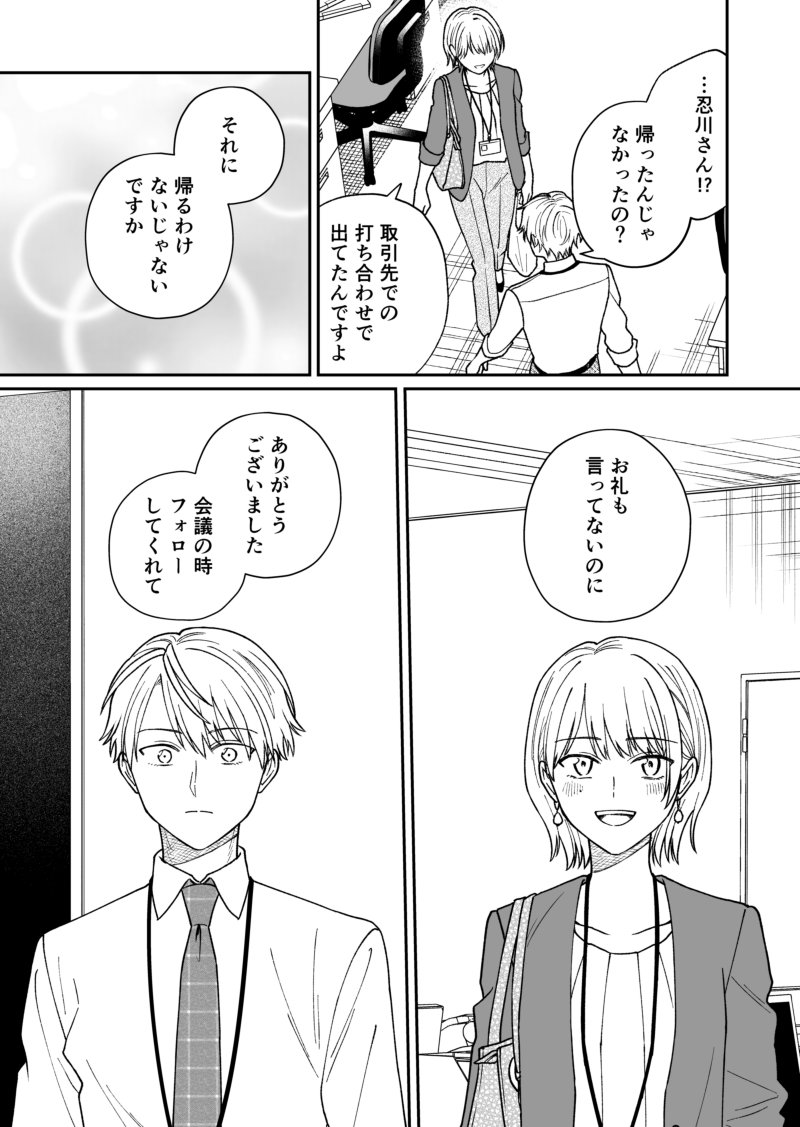 …忍川さん!?
帰ったんじゃ
なかったの?
取引先での
打ち合わせで
出てたんですよ
それに
帰るわけ
ないじゃない
ですか
お礼も
言ってないのに
ありがとう
ございました
会議の時
フォロー
してくれて